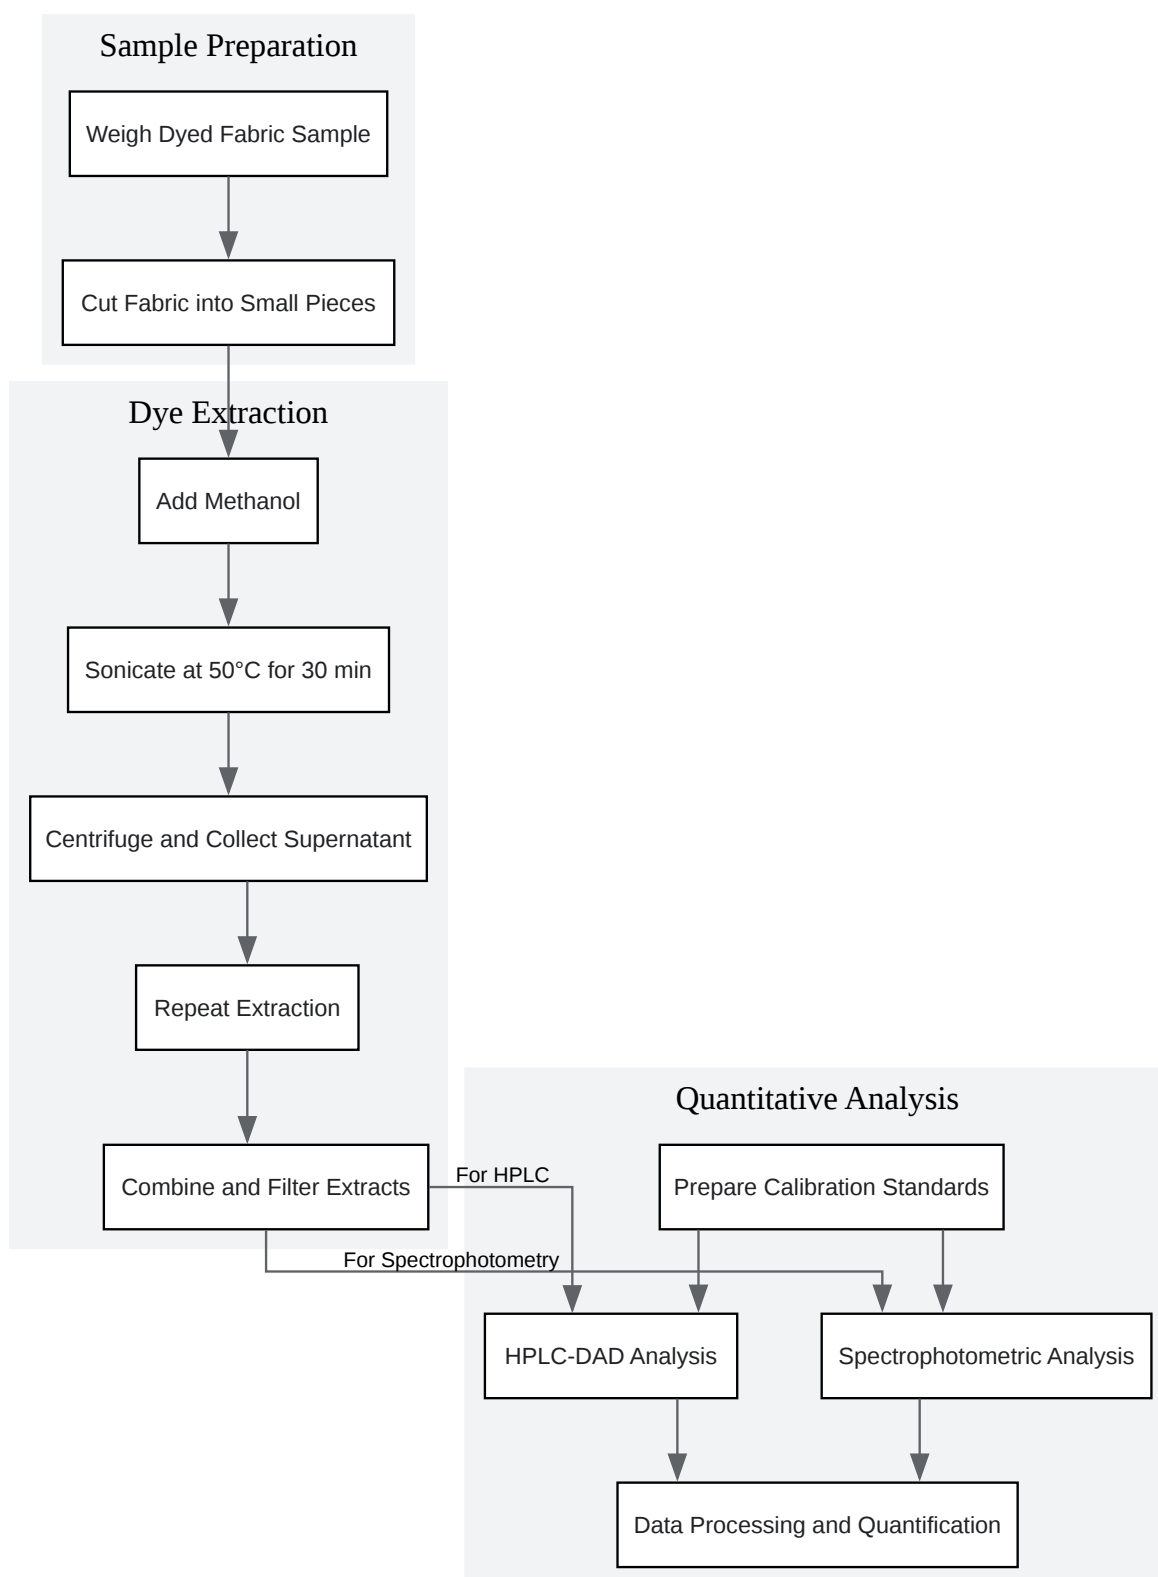 Sample Preparation
Weigh Dyed Fabric Sample
Cut Fabric into Small Pieces
Dye Extraction
Add Methanol
Sonicate at 50°C for 30 min
Centrifuge and Collect Supernatant
Repeat Extraction
Combine and Filter Extracts
For HPLC
For Spectrophotometry
Quantitative Analysis
Prepare Calibration Standards
HPLC-DAD Analysis
Spectrophotometric Analysis
Data Processing and Quantification